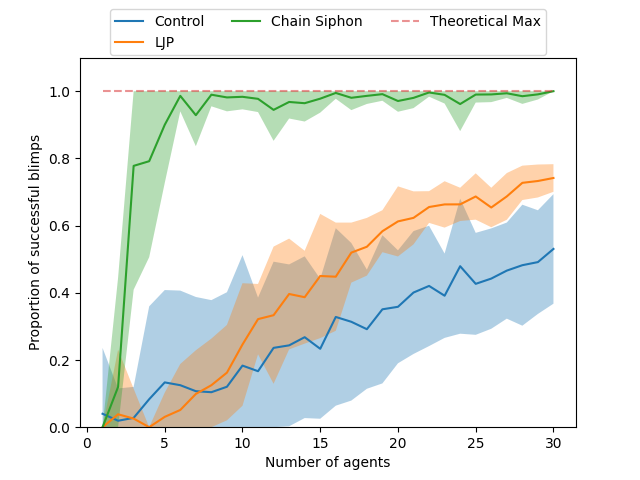 Control
LJP
Chain Siphon
Theoretical Max
1.0
0.8
0.6
0.4
0.2
0.0
Proportion of successful blimps
0
5
10
15
20
25
30
Number of agents